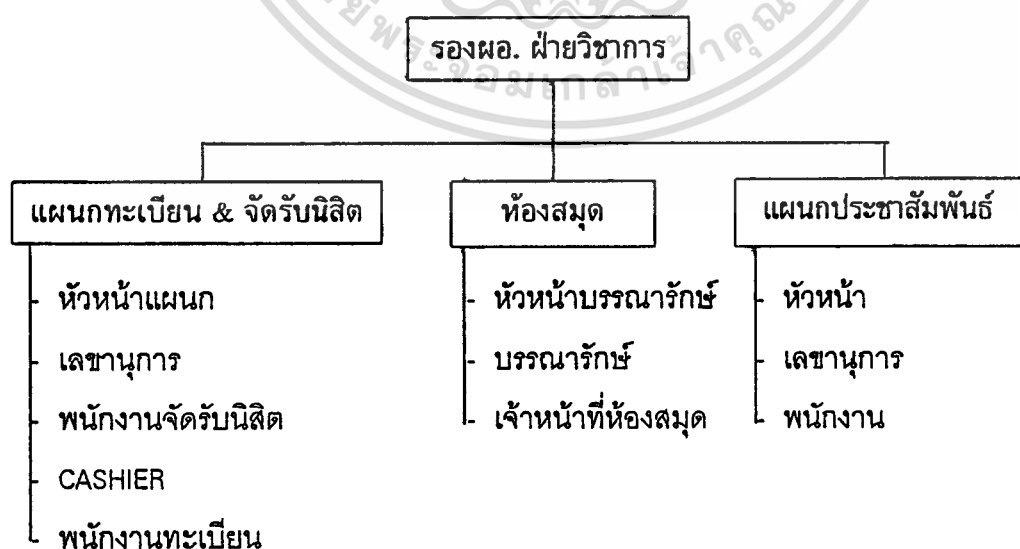 รองผอ. ฝ่ายวิชาการ
แผนกทะเบียน & จัดรับนิสิต
- หัวหน้าแผนก
- เลขานุการ
- พนักงานจัดรับนิสิต
- CASHIER
- พนักงานทะเบียน
ห้องสมุด
- หัวหน้าบรรณารักษ์
- บรรณารักษ์
- เจ้าหน้าที่ห้องสมุด
แผนกประชาสัมพันธ์
- หัวหน้า
- เลขานุการ
- พนักงาน